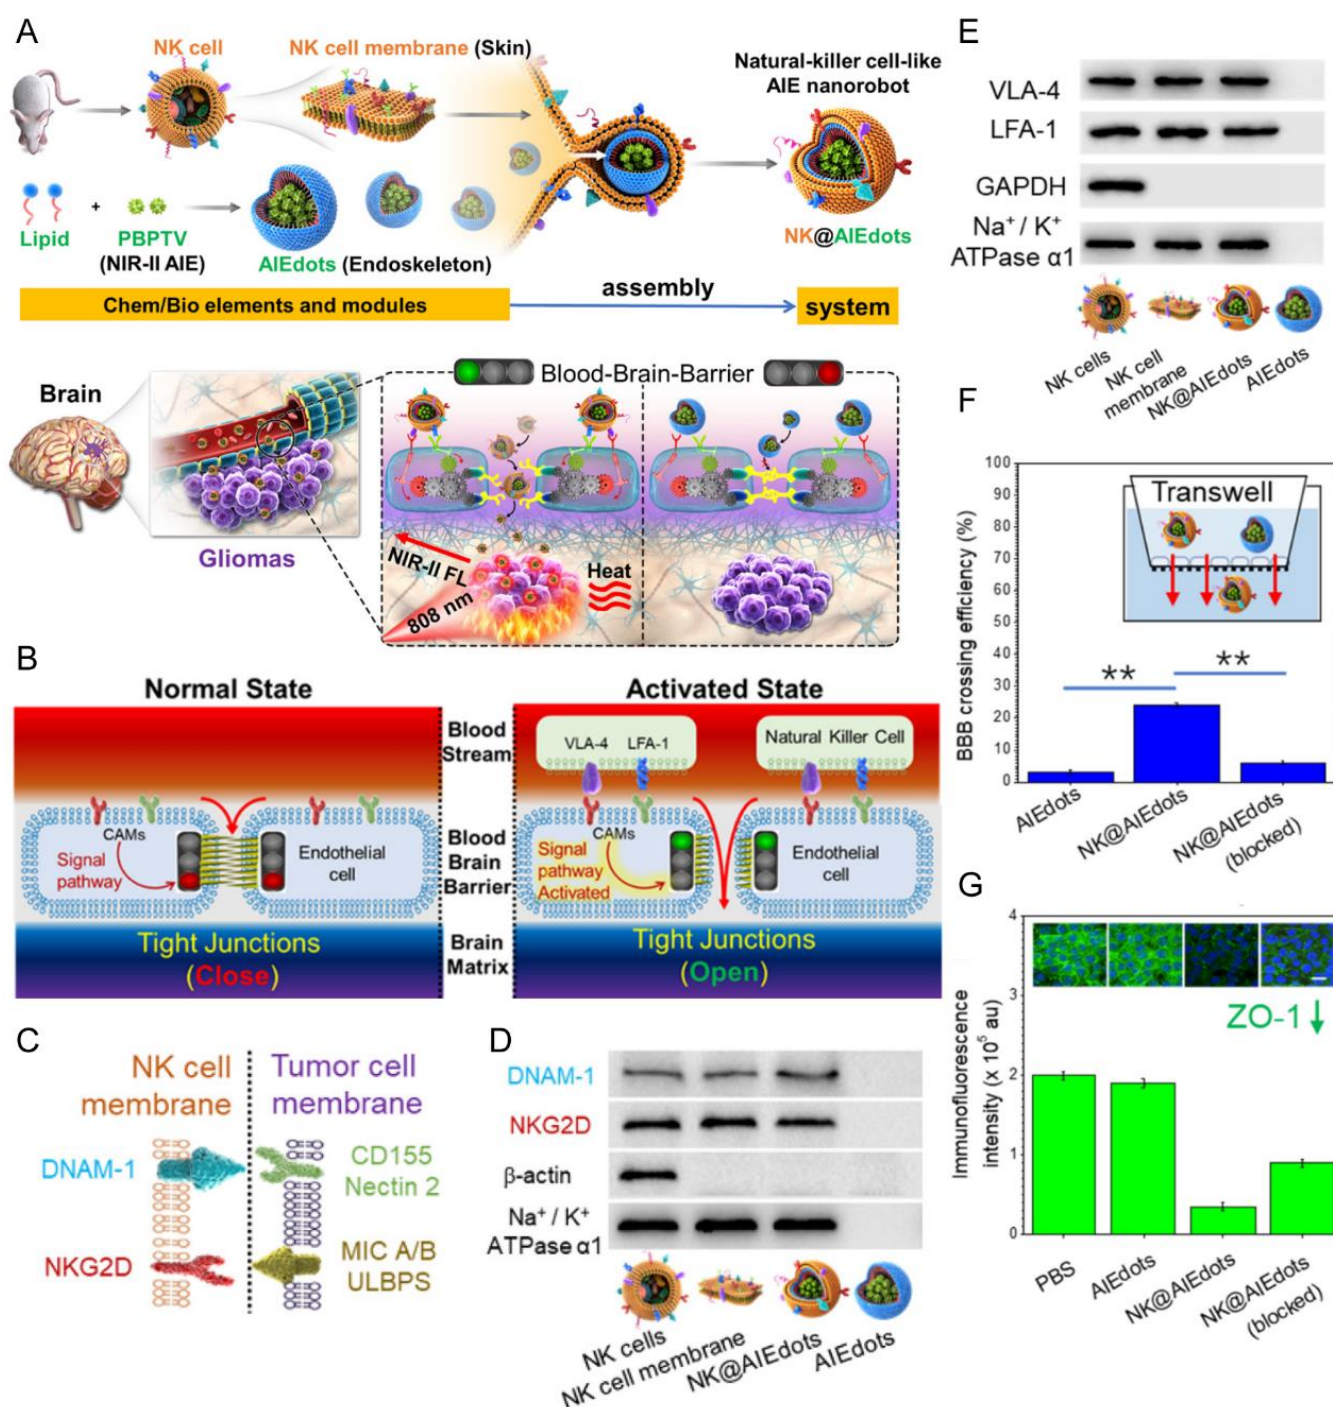 A
NK cell
NK cell membrane (Skin)
Natural-killer cell-like
AIE nanorobot
Lipid
+
PBPTV
(NIR-II AIE)
AIEdots (Endoskeleton)
NK@AIEdots
Chem/Bio elements and modules
assembly
system
Brain
Gliomas
Blood-Brain-Barrier
NIR-II FL
808 nm
Heat
B
Normal State
Activated State
Blood
Stream
VLA-4
LFA-1
Natural Killer Cell
CAMs
Signal
pathway
Endothelial
cell
Blood
Brain
Barrier
CAMs
Signal
pathway
Activated
Endothelial
cell
Tight Junctions
(Close)
Brain
Matrix
Tight Junctions
(Open)
C
NK cell
membrane
Tumor cell
membrane
DNAM-1
CD155
Nectin 2
NKG2D
MIC A/B
ULBPS
D
DNAM-1
NKG2D
β-actin
Na⁺ / K⁺
ATPase α1
NK cells
NK cell membrane
NK@AIEdots
AIEdots
E
VLA-4
LFA-1
GAPDH
Na⁺ / K⁺
ATPase α1
NK cells
NK cell
membrane
NK@AIEdots
AIEdots
F
BBB crossing efficiency (%)
100
90
80
70
60
50
40
30
20
10
0
Transwell
**
**
AIEdots
NK@AIEdots
NK@AIEdots
(blocked)
G
Immunofluorescence
intensity (x 10⁵ au)
4
3
2
1
0
ZO-1↓
PBS
AIEdots
NK@AIEdots
NK@AIEdots
(blocked)